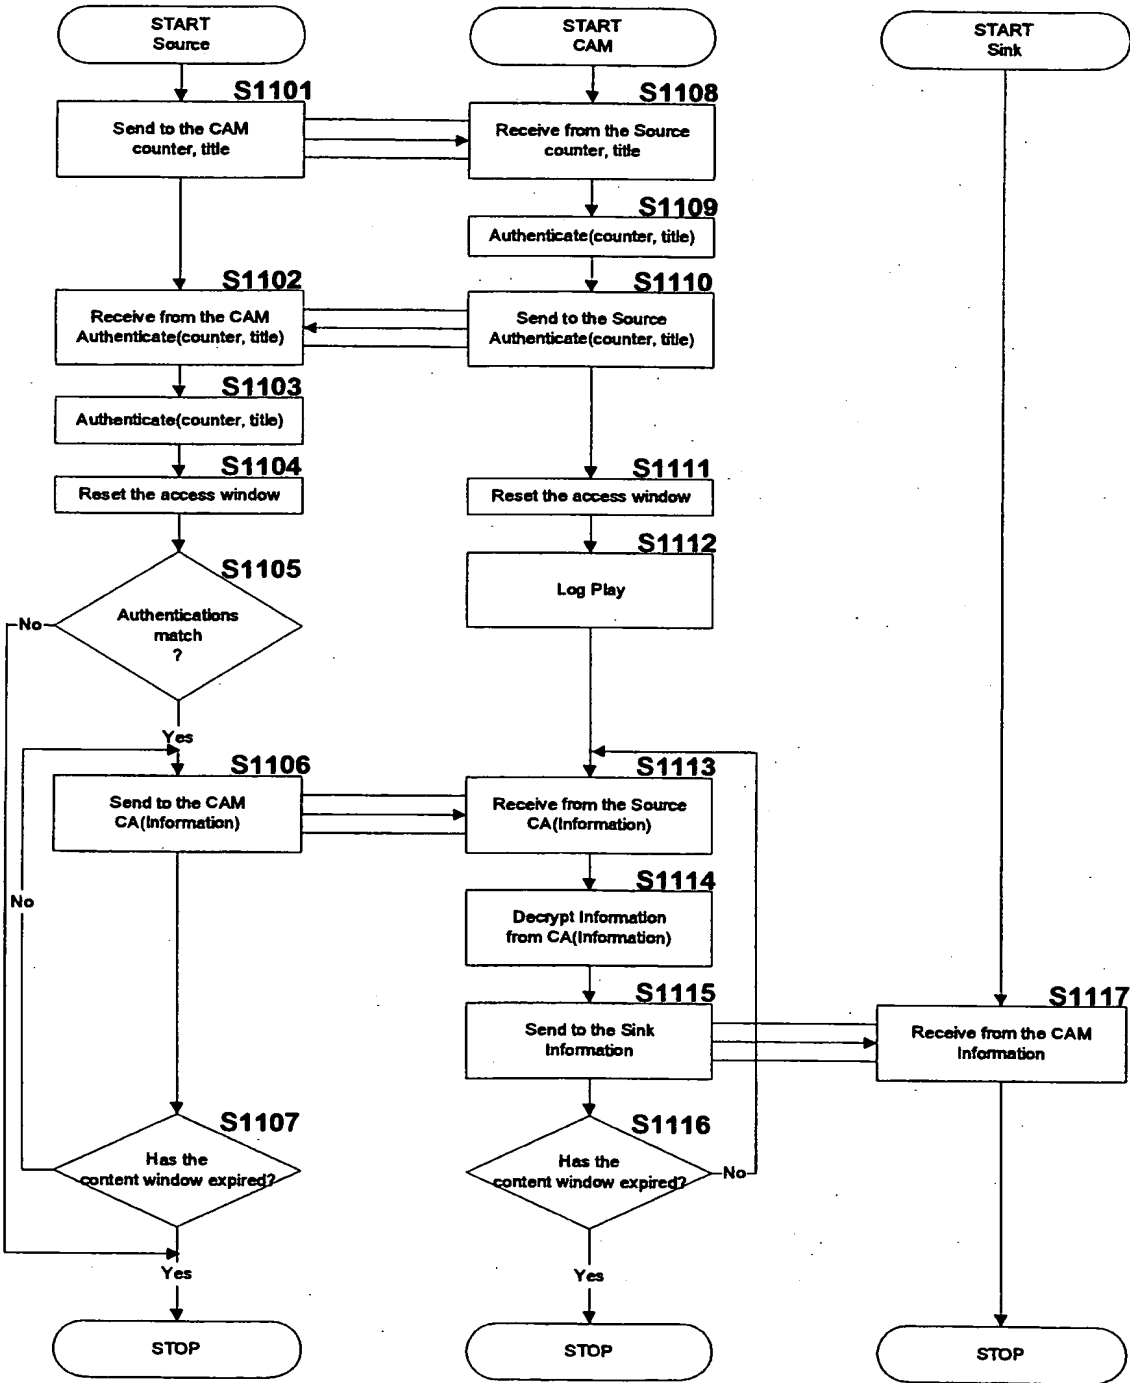 START
Source
S1101
Send to the CAM
counter, title
S1102
Receive from the CAM
Authenticate(counter, title)
S1103
Authenticate(counter, title)
S1104
Reset the access window
S1105
Authentications
match
?
No
Yes
S1106
Send to the CAM
CA(Information)
No
S1107
Has the
content window expired?
Yes
STOP
START
CAM
S1108
Receive from the Source
counter, title
S1109
Authenticate(counter, title)
S1110
Send to the Source
Authenticate(counter, title)
S1111
Reset the access window
S1112
Log Play
S1113
Receive from the Source
CA(Information)
S1114
Decrypt Information
from CA(Information)
S1115
Send to the Sink
Information
S1116
Has the
content window expired?
No
Yes
STOP
START
Sink
S1117
Receive from the CAM
Information
STOP